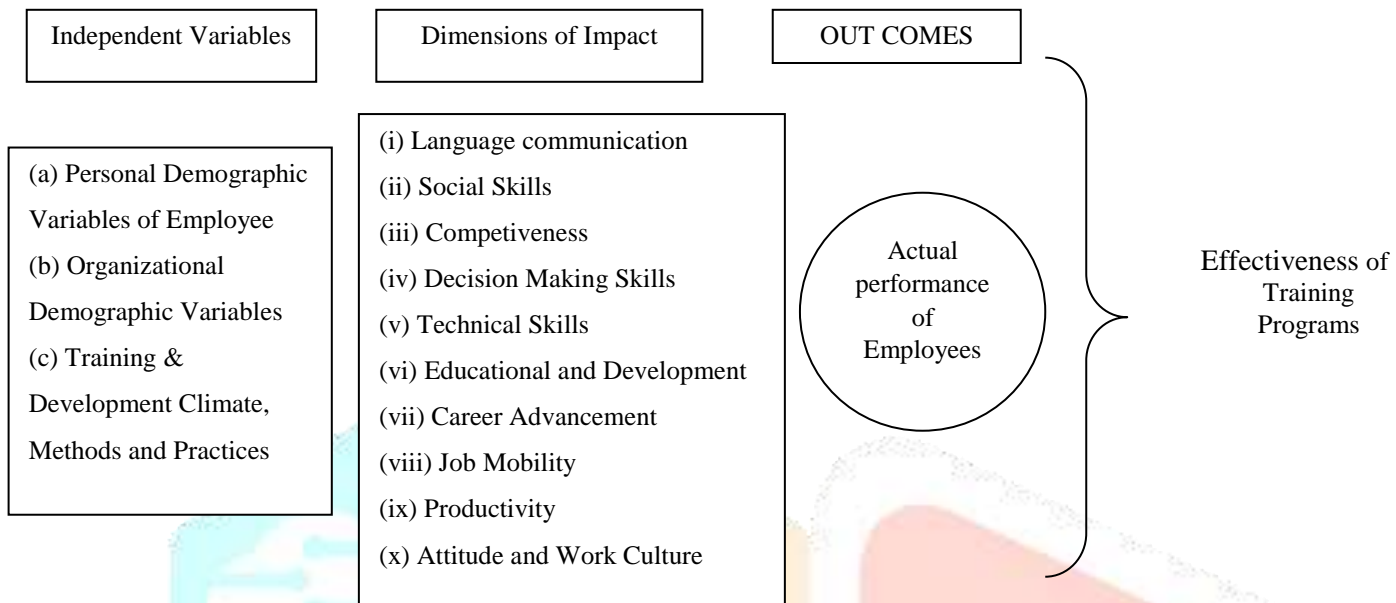 Independent Variables
Dimensions of Impact
OUT COMES
(a) Personal Demographic
Variables of Employee
(b) Organizational
Demographic Variables
(c) Training &
Development Climate,
Methods and Practices
(i) Language communication
(ii) Social Skills
(iii) Competiveness
(iv) Decision Making Skills
(v) Technical Skills
(vi) Educational and Development
(vii) Career Advancement
(viii) Job Mobility
(ix) Productivity
(x) Attitude and Work Culture
Actual
performance
of
Employees
Effectiveness of
Training
Programs